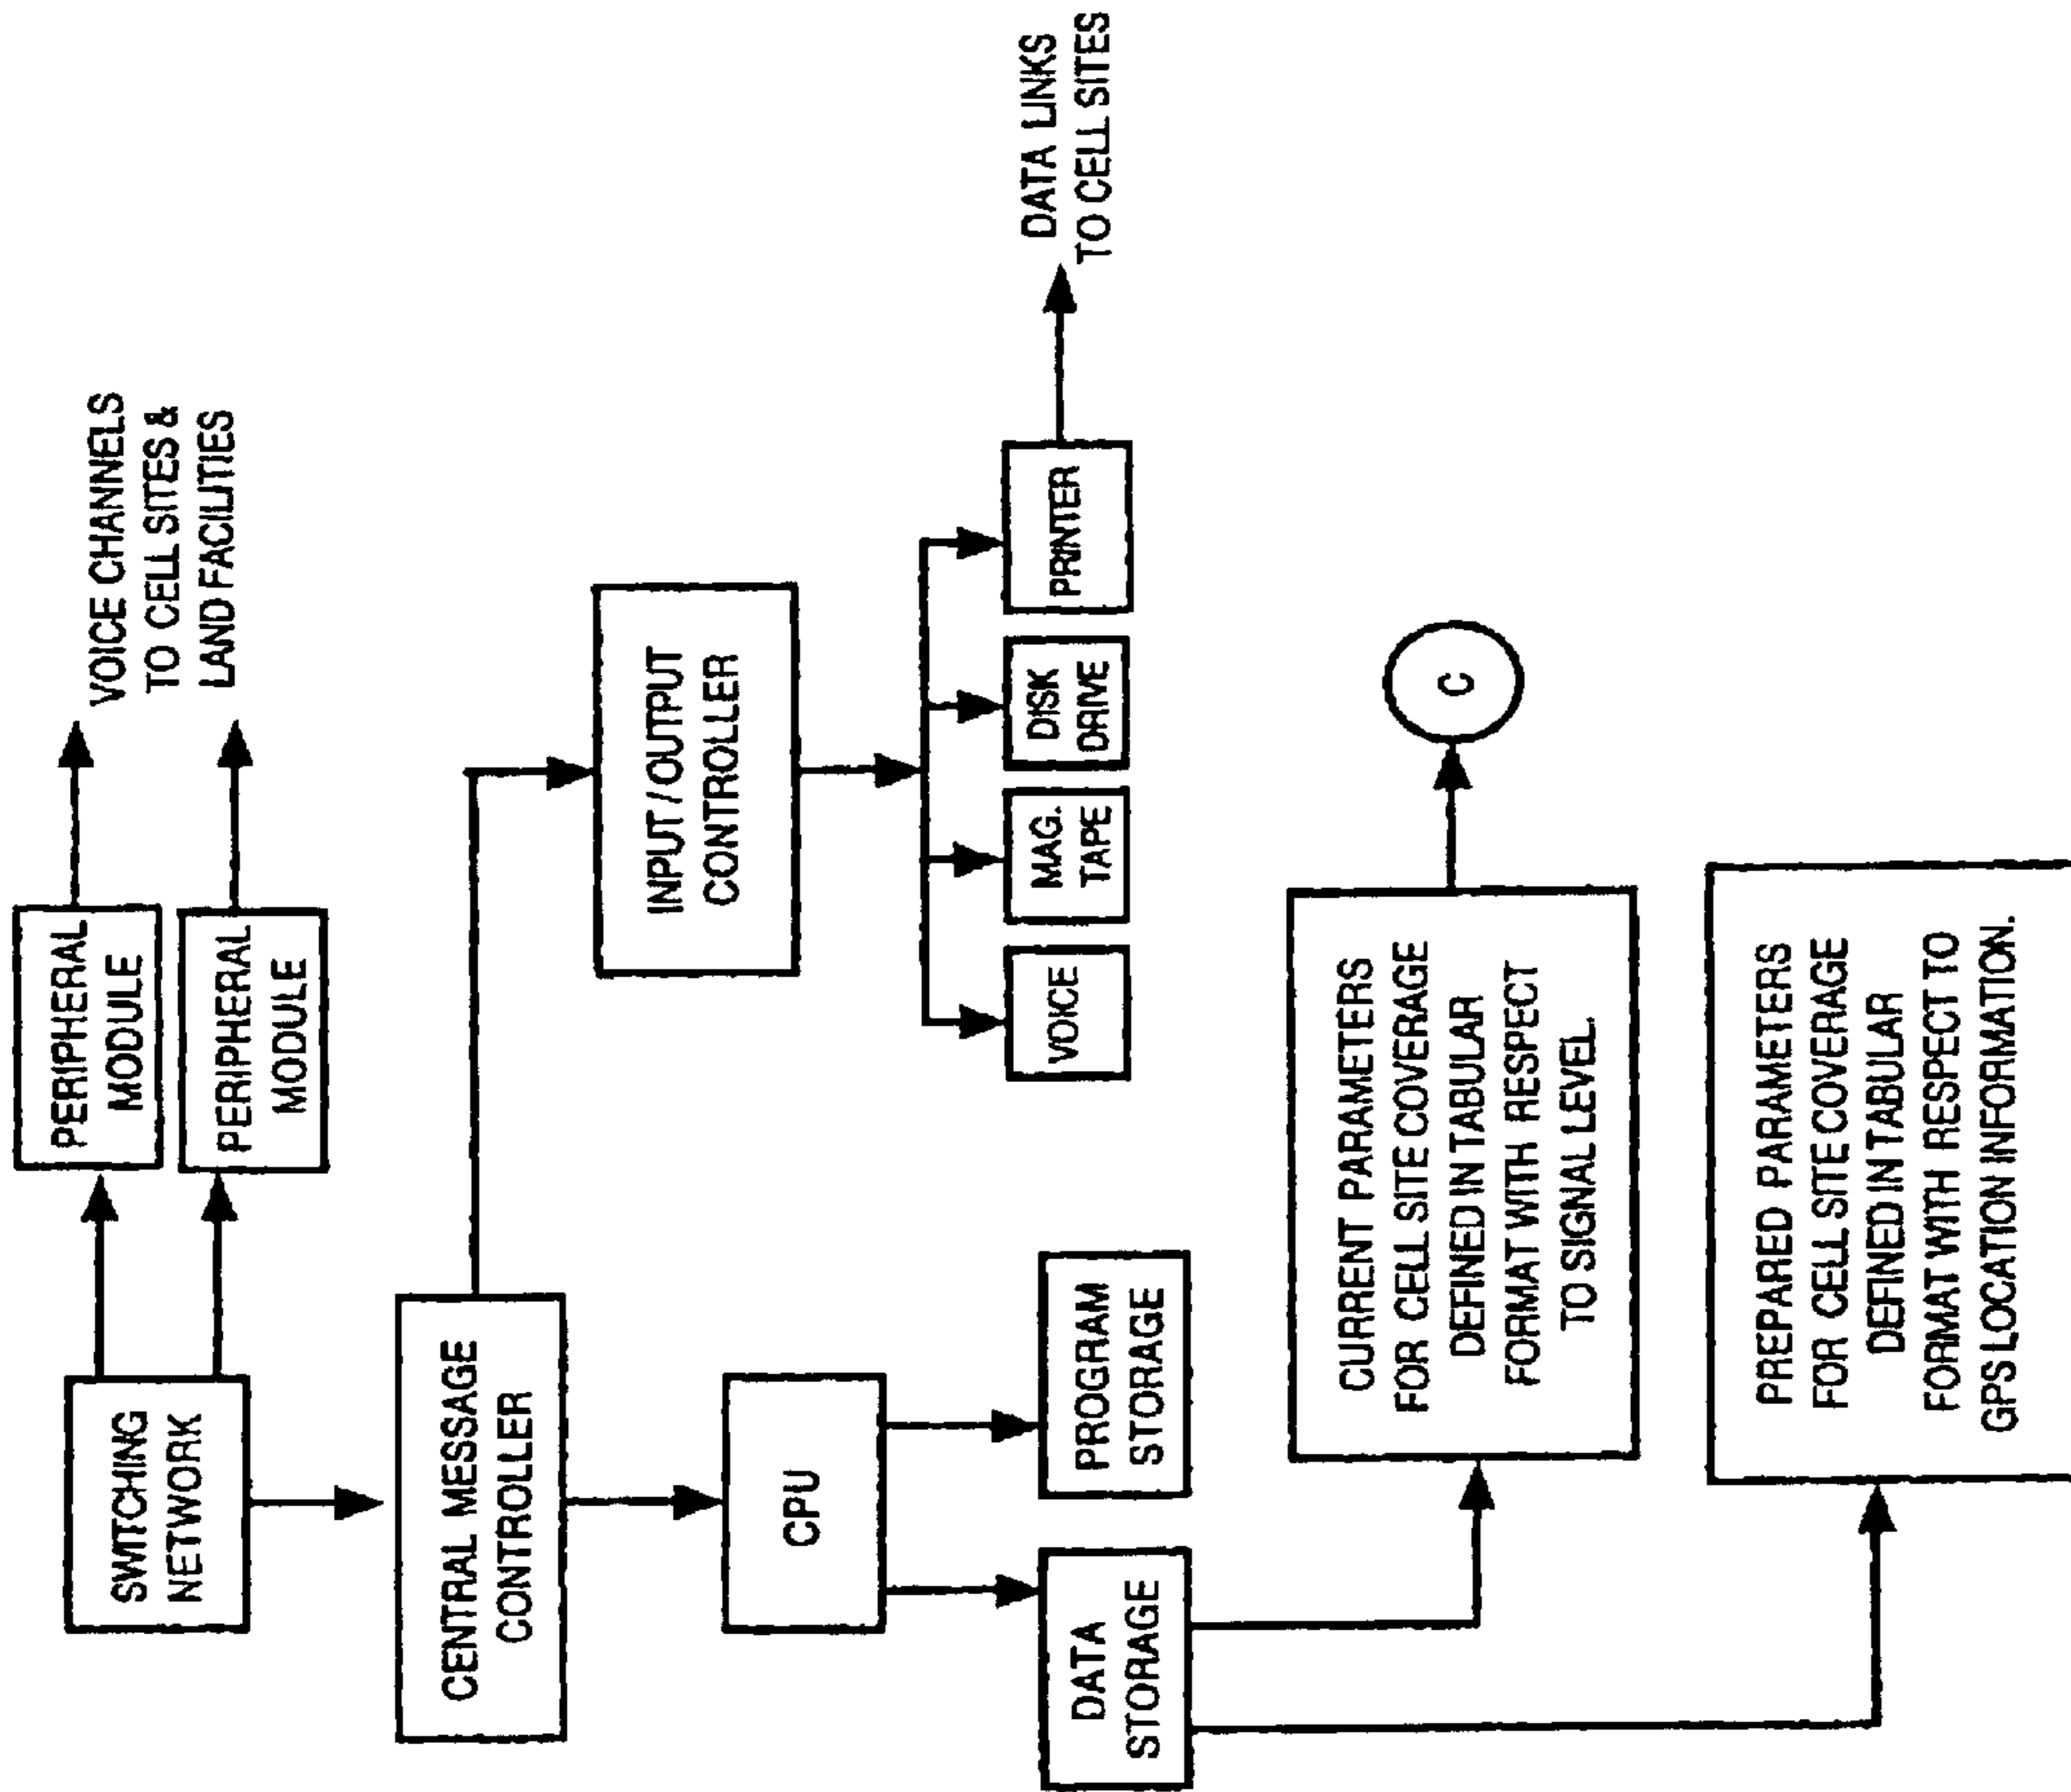 SWITCHING
NETWORK
PERIPHERAL
MODULE
PERIPHERAL
MODULE
VOICE CHANNELS
TO CELL SITES &
LAND FACILITIES
CENTRAL MESSAGE
CONTROLLER
INPUT / OUTPUT
CONTROLLER
CPU
DATA
STORAGE
PROGRAM
STORAGE
VOICE
MAG.
TAPE
DISK
DRIVE
PRINTER
DATA LINKS
TO CELL SITES
CURRENT PARAMETERS
FOR CELL SITE COVERAGE
DEFINED IN TABULAR
FORMAT WITH RESPECT
TO SIGNAL LEVEL.
C
PREPARED PARAMETERS
FOR CELL SITE COVERAGE
DEFINED IN TABULAR
FORMAT WITH RESPECT TO
GPS LOCATION INFORMATION.